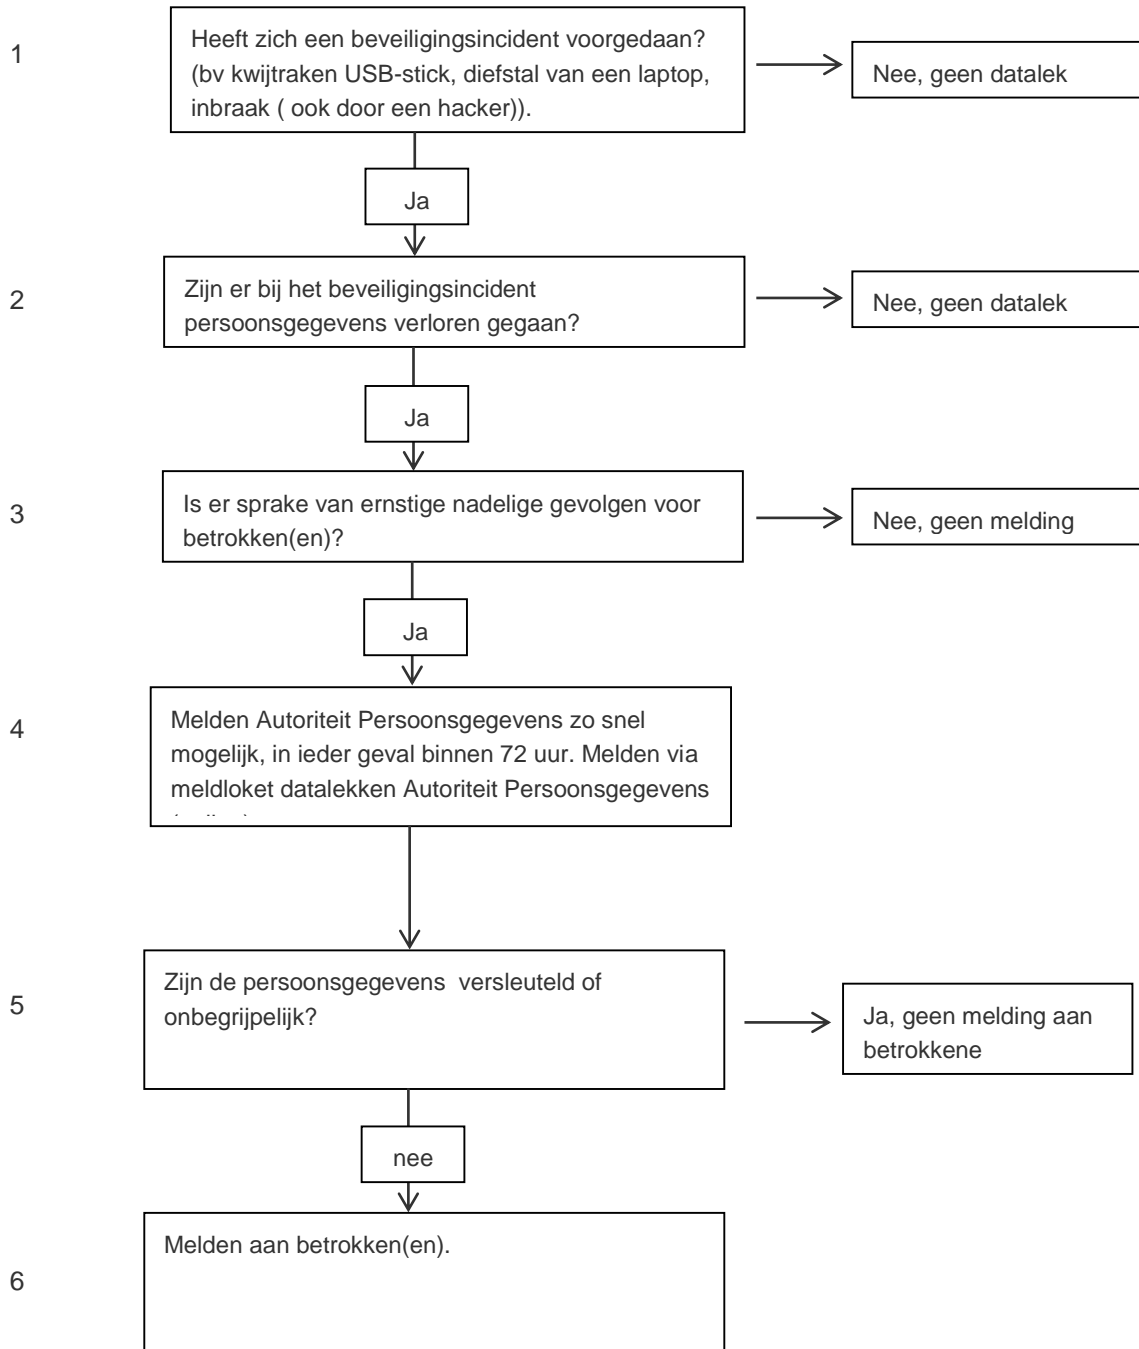 1
Heeft zich een beveiligingsincident voorgedaan?
(bv kwijtraken USB-stick, diefstal van een laptop,
inbraak ( ook door een hacker)).
Nee, geen datalek
Ja
2
Zijn er bij het beveiligingsincident
persoonsgegevens verloren gegaan?
Nee, geen datalek
Ja
3
Is er sprake van ernstige nadelige gevolgen voor
betrokken(en)?
Nee, geen melding
Ja
4
Melden Autoriteit Persoonsgegevens zo snel
mogelijk, in ieder geval binnen 72 uur. Melden via
meldloket datalekken Autoriteit Persoonsgegevens
5
Zijn de persoonsgegevens  versleuteld of
onbegrijpelijk?
Ja, geen melding aan
betrokkene
nee
Melden aan betrokken(en).
6